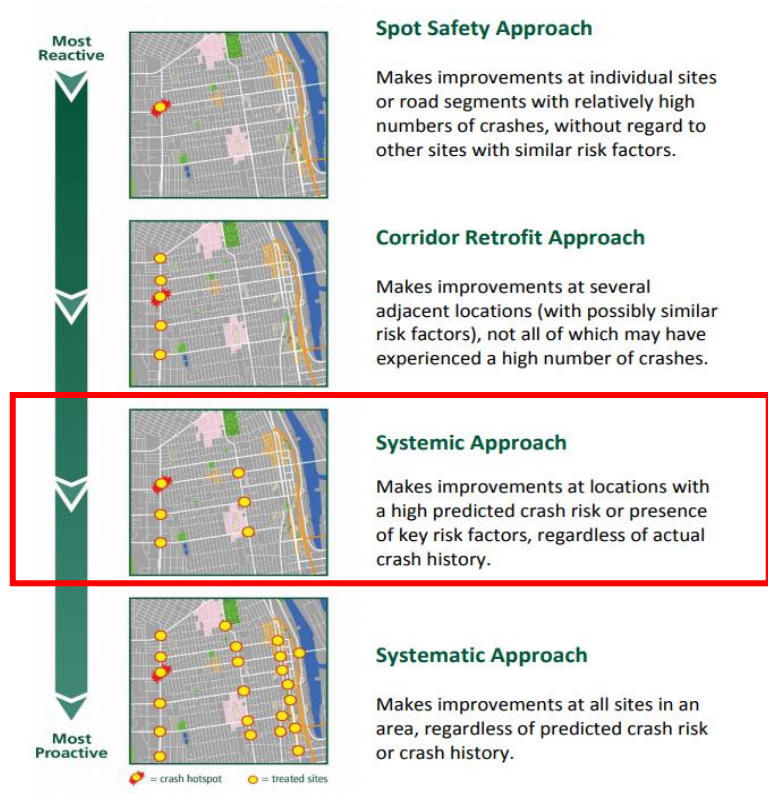 Most
Reactive
Spot Safety Approach
Makes improvements at individual sites
or road segments with relatively high
numbers of crashes, without regard to
other sites with similar risk factors.
Corridor Retrofit Approach
Makes improvements at several
adjacent locations (with possibly similar
risk factors), not all of which may have
experienced a high number of crashes.
Systemic Approach
Makes improvements at locations with
a high predicted crash risk or presence
of key risk factors, regardless of actual
crash history.
Systematic Approach
Makes improvements at all sites in an
area, regardless of predicted crash risk
or crash history.
Most
Proactive
= crash hotspot = treated sites